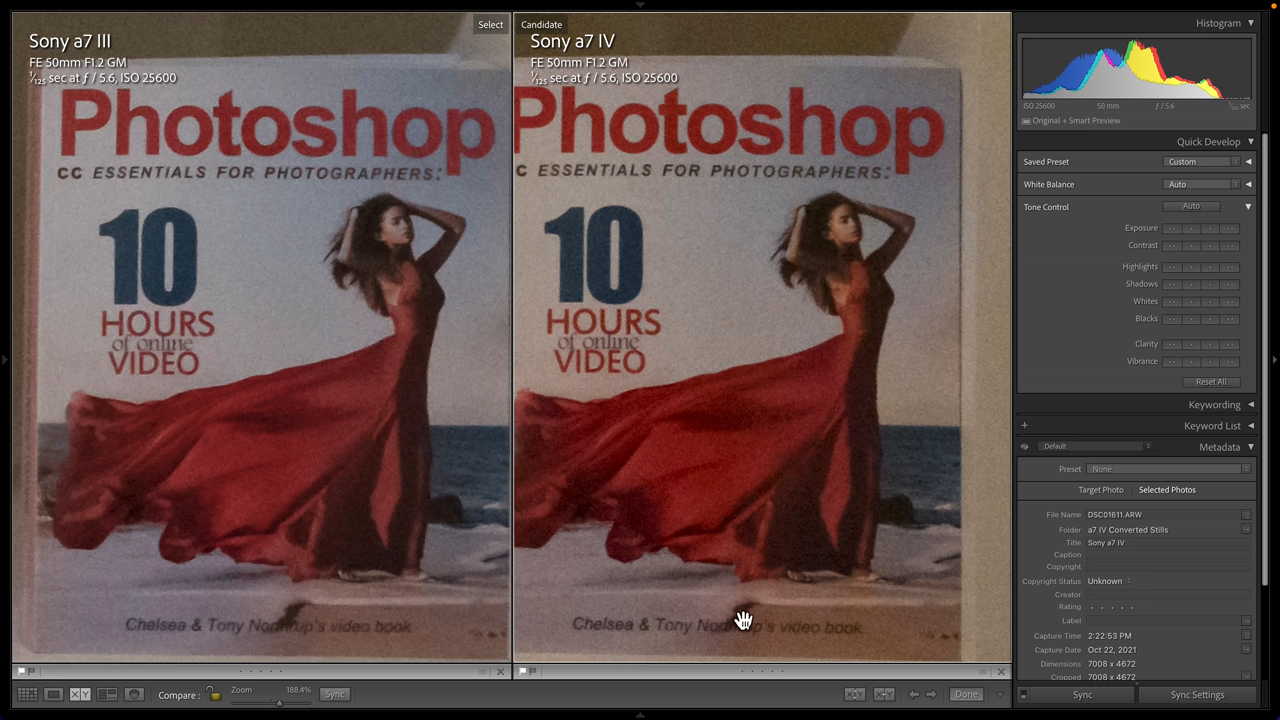 Select
Sony a7 III
FE 50mm F1.2 GM
1/125 sec at ƒ / 5.6, ISO 25600
Photoshop
CC ESSENTIALS FOR PHOTOGRAPHERS:
10
HOURS
of online
VIDEO
Chelsea & Tony Northrup's video book
Candidate
Sony a7 IV
FE 50mm F1.2 GM
1/125 sec at ƒ / 5.6, ISO 25600
Photoshop
C ESSENTIALS FOR PHOTOGRAPHERS:
10
HOURS
of online
VIDEO
Chelsea & Tony Northrup's video book
Compare :
Zoom
188.4%
Sync
X Y
Done
Histogram
ISO 25600 50 mm ƒ / 5.6 1/125 sec
Original + Smart Preview
Quick Develop
Saved Preset Custom
White Balance Auto
Tone Control Auto
Exposure
Contrast
Highlights
Shadows
Whites
Blacks
Clarity
Vibrance
Reset All
Keywording
+ Keyword List
Default Metadata
Preset None
Target Photo Selected Photos
File Name DSC01611.ARW
Folder a7 IV Converted Stills
Title Sony a7 IV
Caption
Copyright
Copyright Status Unknown
Creator
Rating
Label
Capture Time 2:22:53 PM
Capture Date Oct 22, 2021
Dimensions 7008 x 4672
Cropped 7008 x 4672
Sync Sync Settings